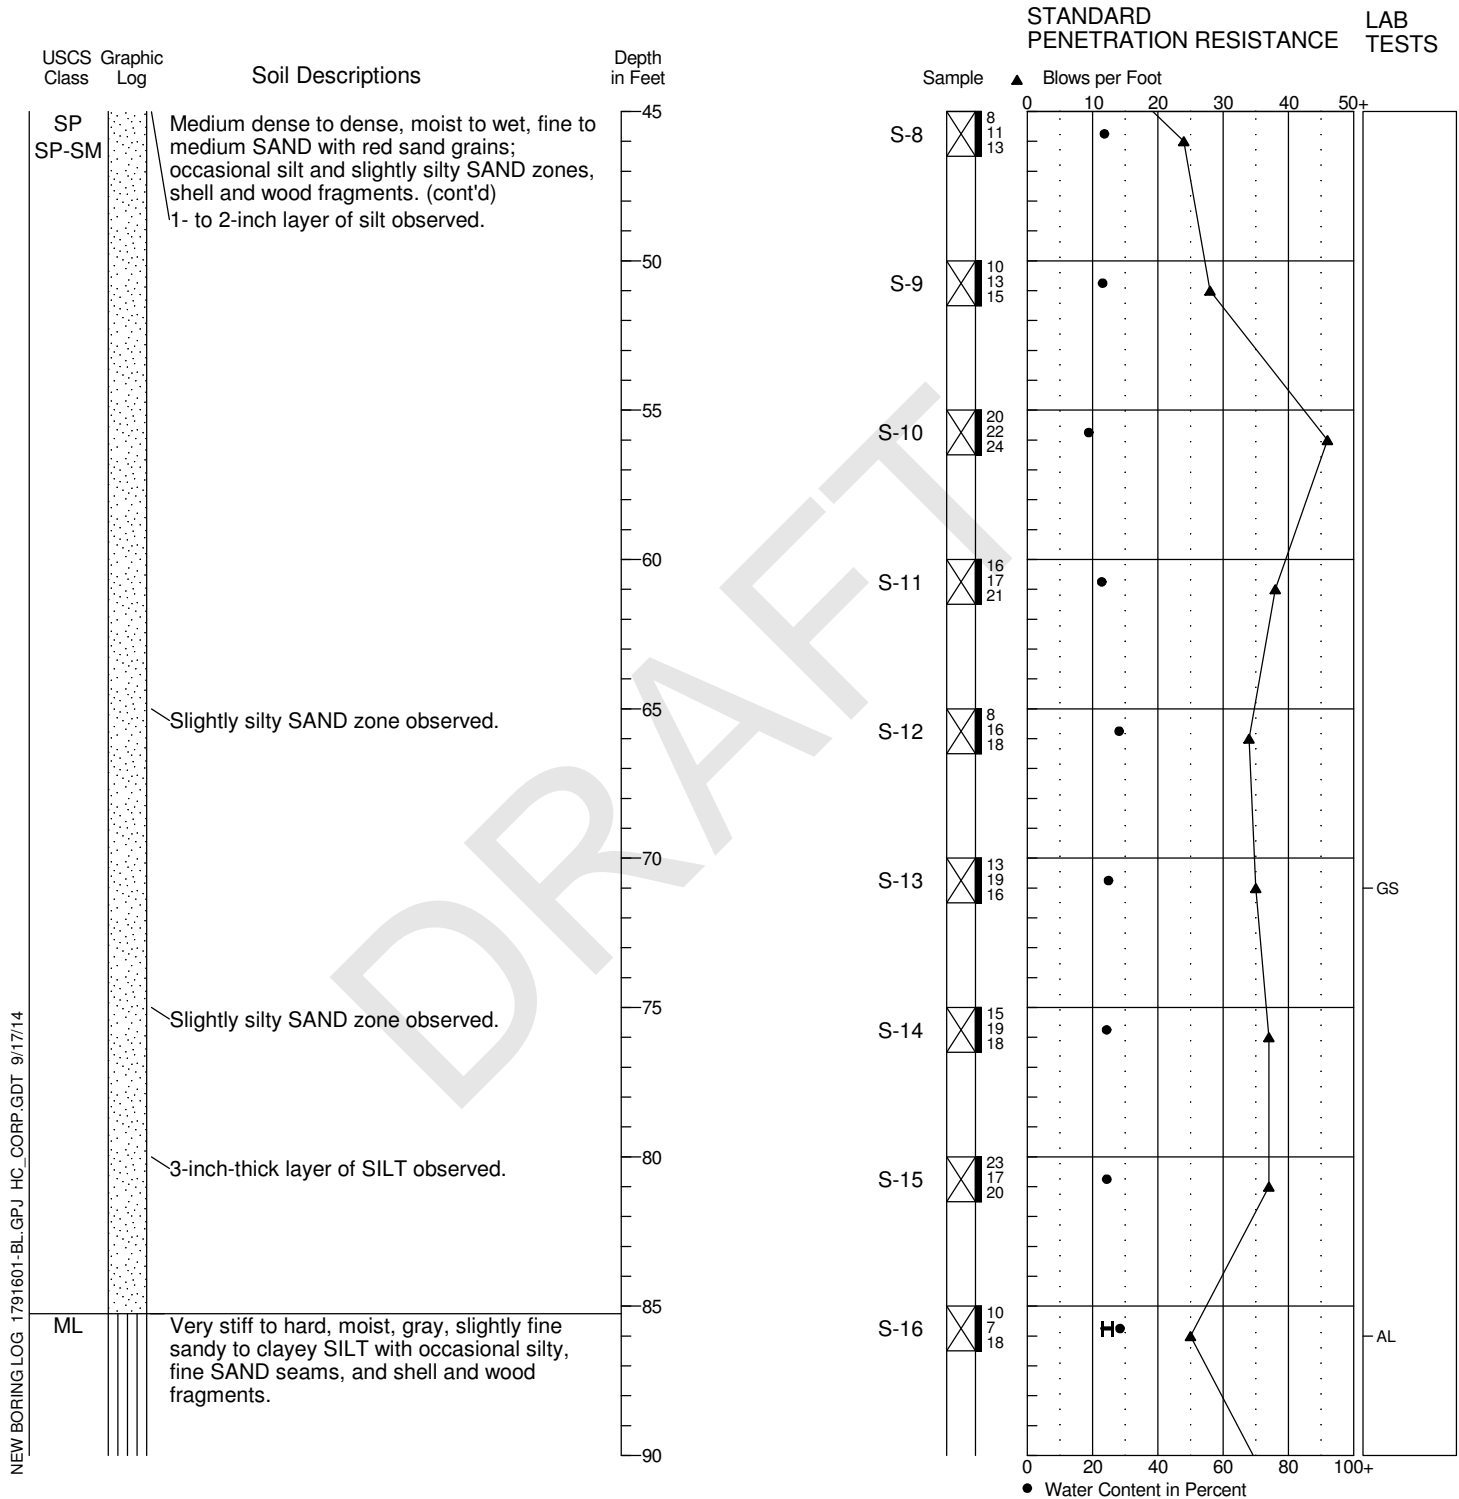 STANDARD
PENETRATION RESISTANCE
LAB
TESTS
USCS Graphic
Class Log
Soil Descriptions
Depth
in Feet
Sample
▲ Blows per Foot
0 10 20 30 40 50+
SP
SP-SM
Medium dense to dense, moist to wet, fine to
medium SAND with red sand grains;
occasional silt and slightly silty SAND zones,
shell and wood fragments. (cont'd)
1- to 2-inch layer of silt observed.
45
S-8
8
11
13
50
S-9
10
13
15
55
S-10
20
22
24
60
S-11
16
17
21
Slightly silty SAND zone observed.
65
S-12
8
16
18
70
S-13
13
19
16
GS
Slightly silty SAND zone observed.
75
S-14
15
19
18
3-inch-thick layer of SILT observed.
80
S-15
23
17
20
85
ML
Very stiff to hard, moist, gray, slightly fine
sandy to clayey SILT with occasional silty,
fine SAND seams, and shell and wood
fragments.
S-16
10
7
18
AL
90
0 20 40 60 80 100+
● Water Content in Percent
DRAFT
NEW BORING LOG 1791601-BL.GPJ HC_CORP.GDT 9/17/14